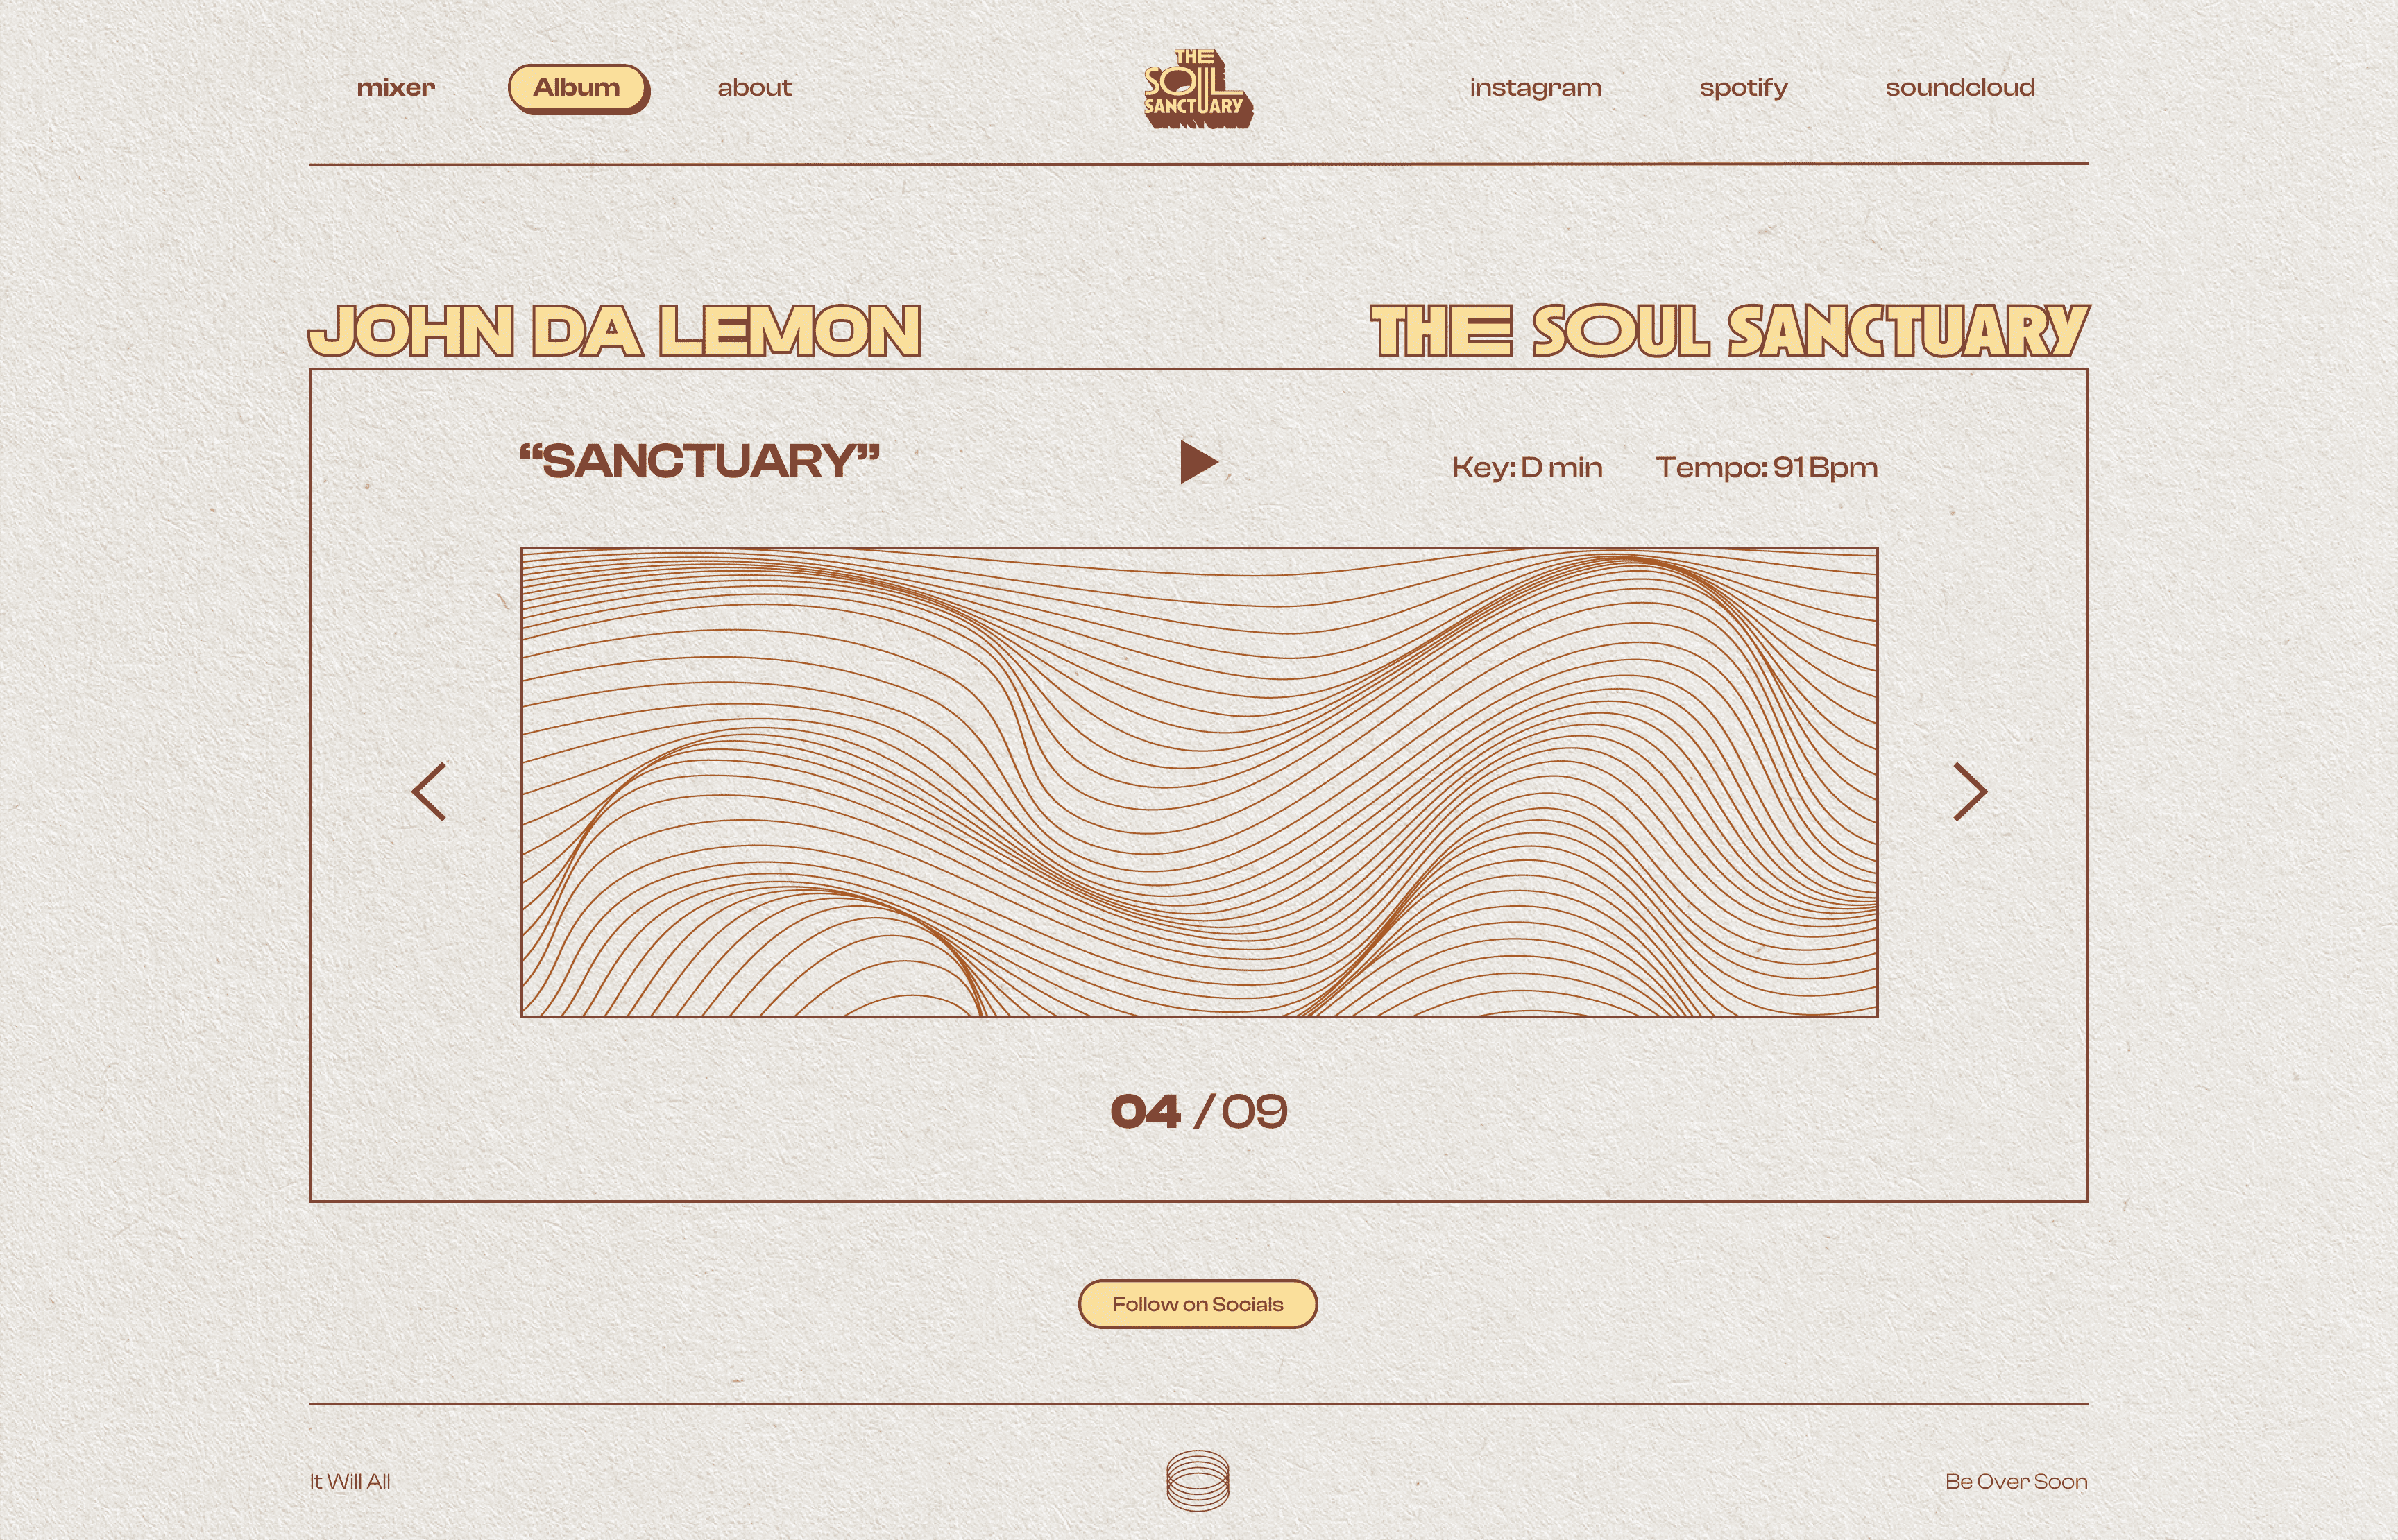 mixer Album about
THE
SOUL
SANCTUARY
instagram spotify soundcloud
JOHN DA LEMON
THE SOUL SANCTUARY
“SANCTUARY”
Key: D min Tempo: 91 Bpm
04 / 09
Follow on Socials
It Will All
Be Over Soon